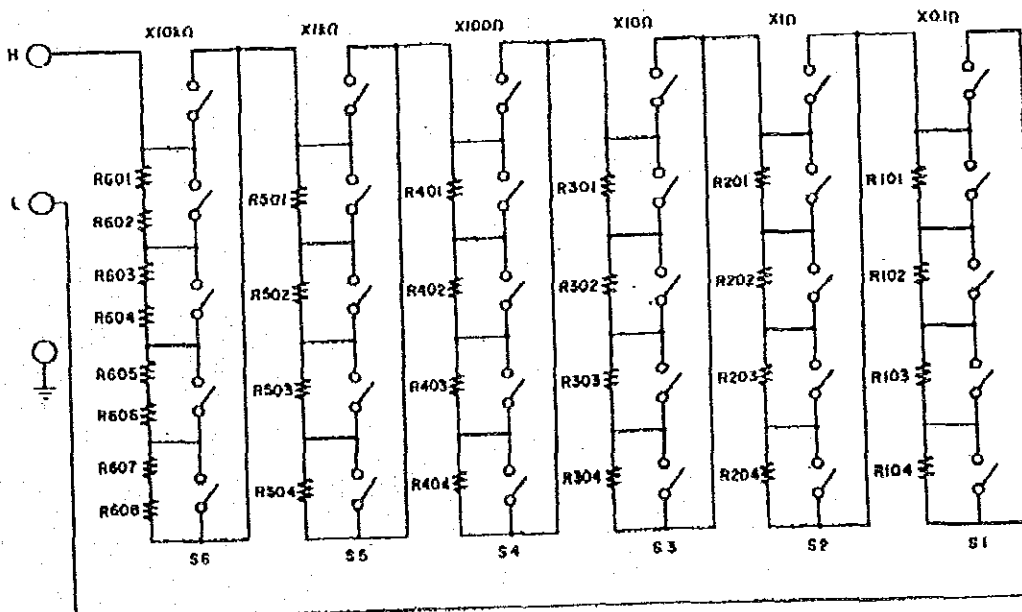 X10kΩ X1kΩ X100Ω X10Ω X1Ω X0.1Ω
H
R601 R501 R401 R301 R201 R101
L
R602
R603 R502 R402 R302 R202 R102
R604
R605 R503 R403 R303 R203 R103
R606
R607 R504 R404 R304 R204 R104
R608
S6 S5 S4 S3 S2 S1